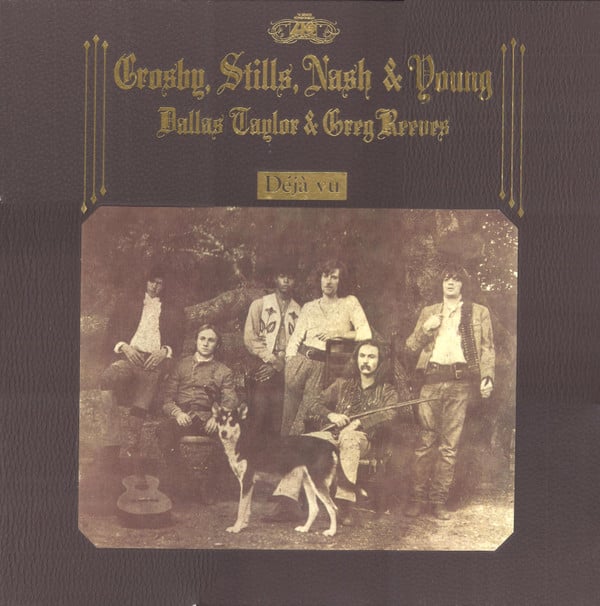 Crosby, Stills, Nash & Young
Dallas Taylor & Greg Reeves
Déjà vu